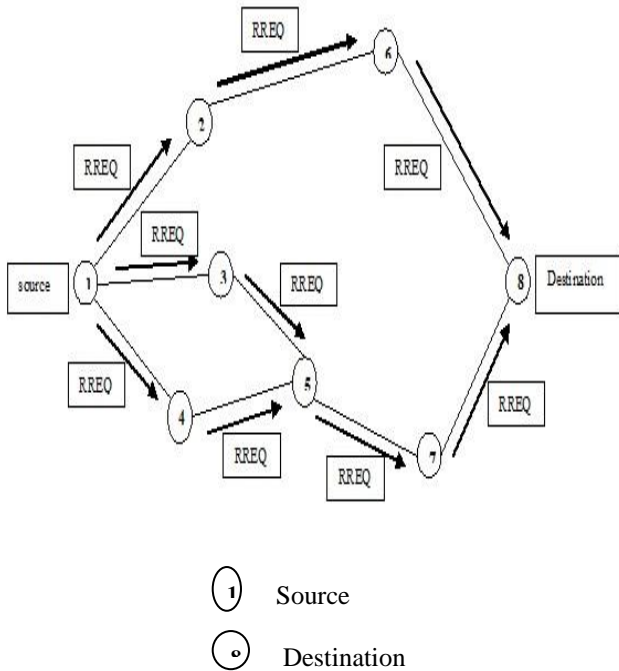 RREQ
6
2
RREQ
RREQ
RREQ
source
1
3
RREQ
8
Destination
RREQ
5
4
RREQ
RREQ
7
RREQ
1 Source
Destination